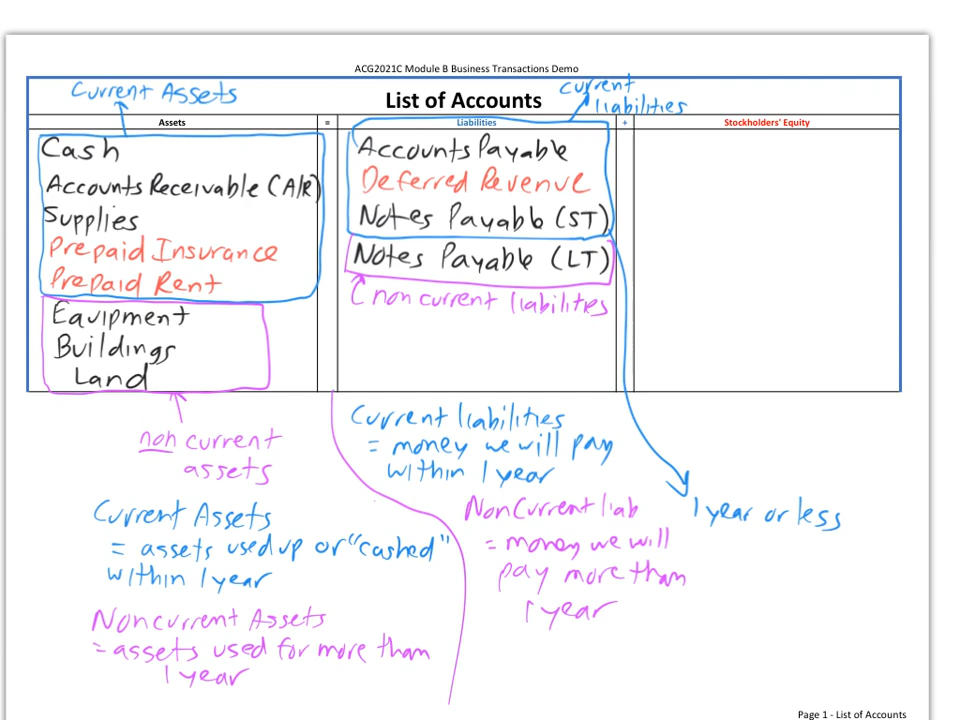 ACG2021C Module B Business Transactions Demo
Current Assets
List of Accounts
current
liabilities
Assets = Liabilities + Stockholders' Equity
Cash
Accounts Receivable (A/R)
Supplies
Prepaid Insurance
Prepaid Rent
Equipment
Buildings
Land
Accounts Payable
Deferred Revenue
Notes Payable (ST)
Notes Payable (LT)
non current liabilities
non current
assets
Current Assets
= assets used up or "cashed"
within 1 year
Noncurrent Assets
= assets used for more than
1 year
Current liabilities
= money we will pay
within 1 year
NonCurrent liab
= money we will
pay more than
1 year
1 year or less
Page 1 - List of Accounts